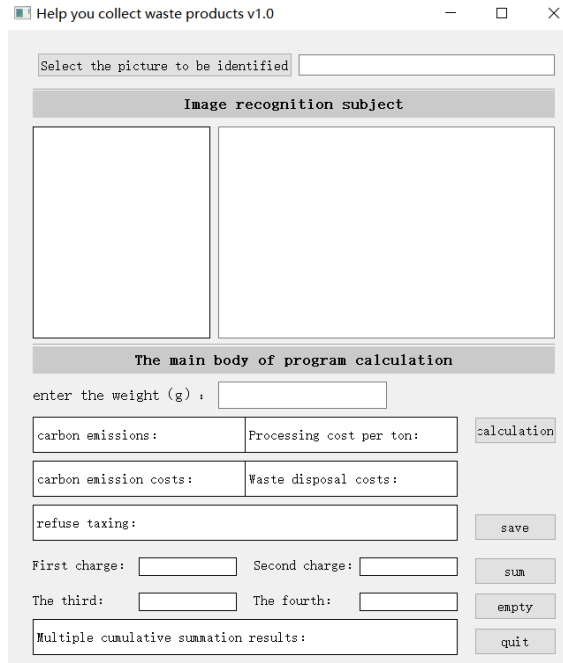 Help you collect waste products v1.0
Select the picture to be identified
Image recognition subject
The main body of program calculation
enter the weight (g) :
carbon emissions: Processing cost per ton: calculation
carbon emission costs: Waste disposal costs:
refuse taxing: save
First charge: Second charge: sum
The third: The fourth: empty
Multiple cumulative summation results: quit